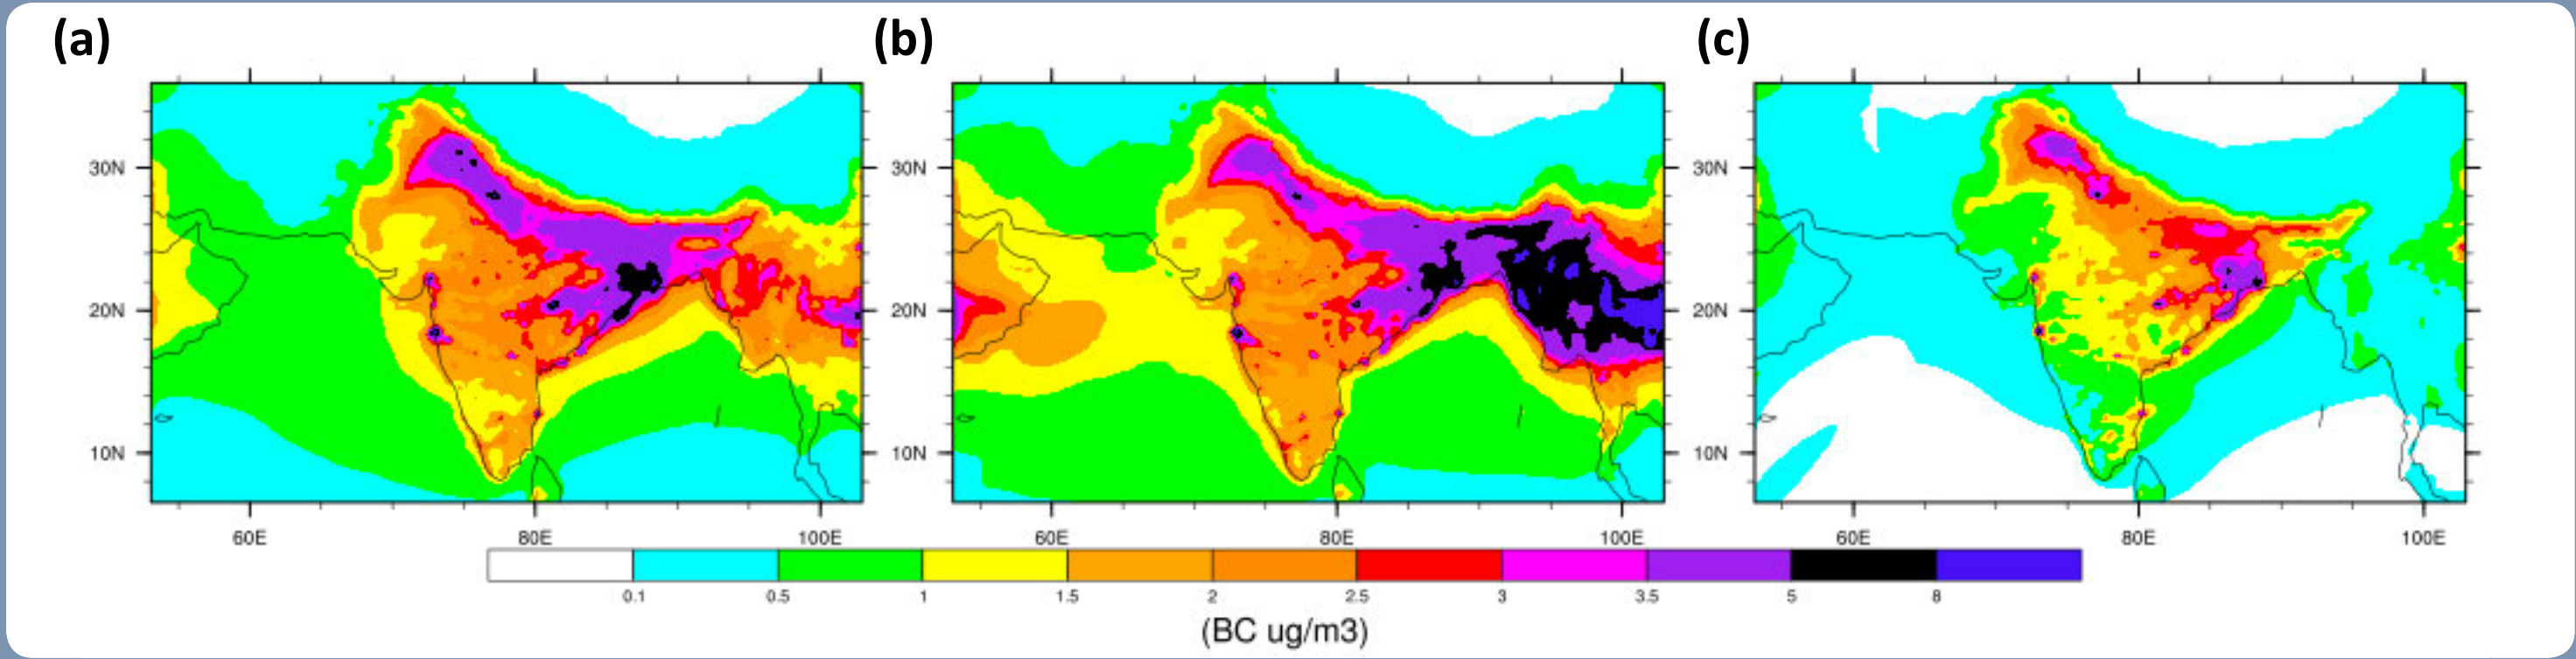 (a) (b) (c)
30N 30N 30N
20N 20N 20N
10N 10N 10N
60E 80E 100E 60E 80E 100E 60E 80E 100E
0.1 0.5 1 1.5 2 2.5 3 3.5 5 8
(BC ug/m3)